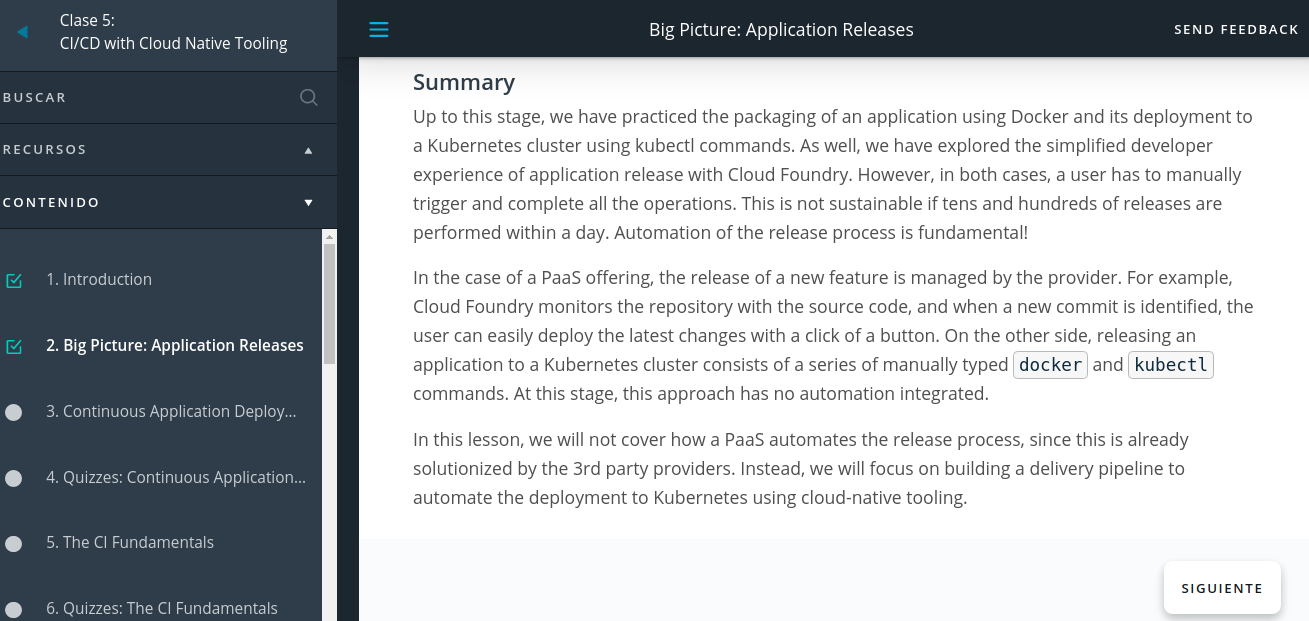 Clase 5:
CI/CD with Cloud Native Tooling
BUSCAR
RECURSOS
CONTENIDO
1. Introduction
2. Big Picture: Application Releases
3. Continuous Application Deploy...
4. Quizzes: Continuous Application...
5. The CI Fundamentals
6. Quizzes: The CI Fundamentals
Big Picture: Application Releases
SEND FEEDBACK
Summary
Up to this stage, we have practiced the packaging of an application using Docker and its deployment to
a Kubernetes cluster using kubectl commands. As well, we have explored the simplified developer
experience of application release with Cloud Foundry. However, in both cases, a user has to manually
trigger and complete all the operations. This is not sustainable if tens and hundreds of releases are
performed within a day. Automation of the release process is fundamental!
In the case of a PaaS offering, the release of a new feature is managed by the provider. For example,
Cloud Foundry monitors the repository with the source code, and when a new commit is identified, the
user can easily deploy the latest changes with a click of a button. On the other side, releasing an
application to a Kubernetes cluster consists of a series of manually typed docker and kubectl
commands. At this stage, this approach has no automation integrated.
In this lesson, we will not cover how a PaaS automates the release process, since this is already
solutionized by the 3rd party providers. Instead, we will focus on building a delivery pipeline to
automate the deployment to Kubernetes using cloud-native tooling.
SIGUIENTE